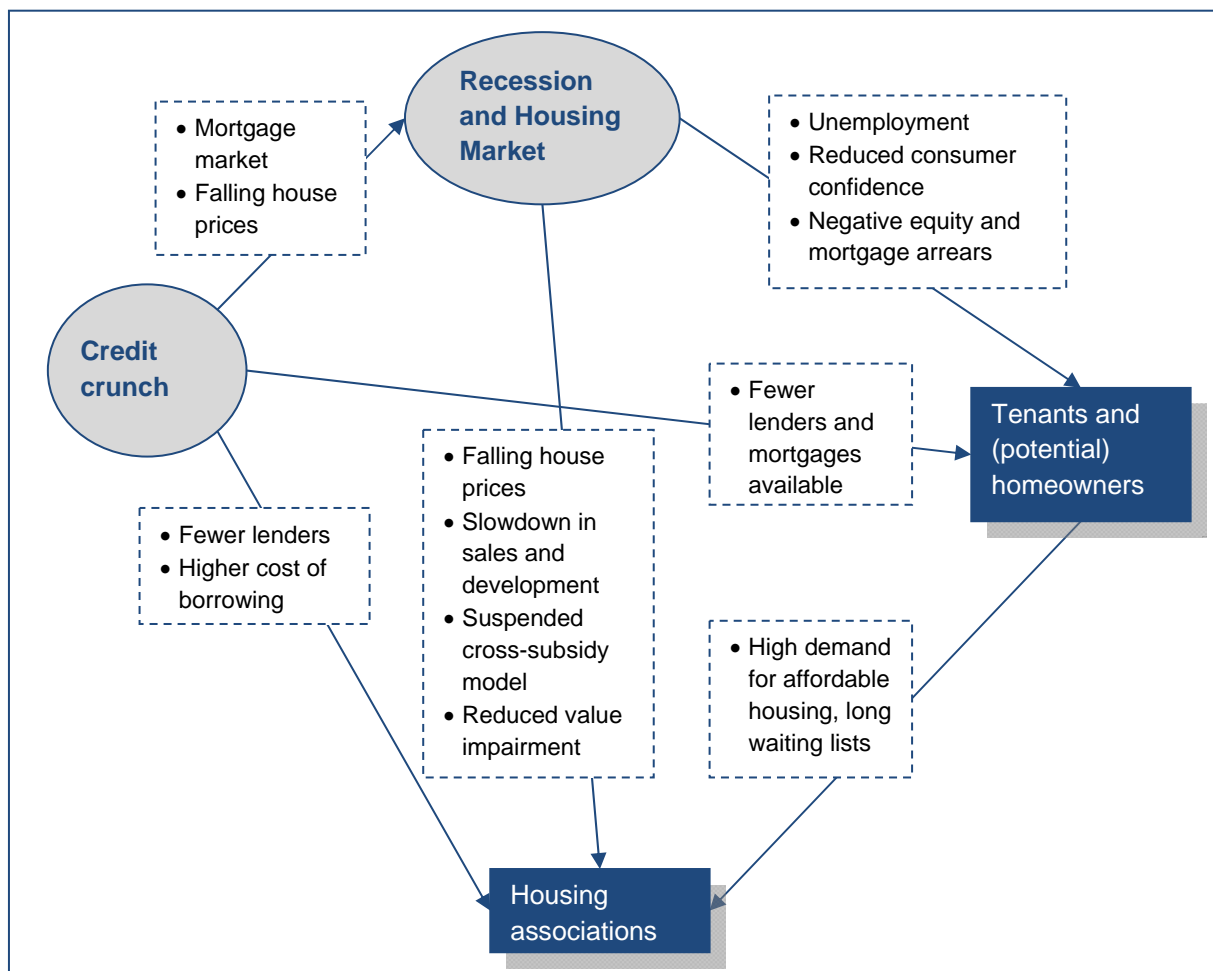 Recession
and Housing
Market
• Mortgage
market
• Falling house
prices
• Unemployment
• Reduced consumer
confidence
• Negative equity and
mortgage arrears
Credit
crunch
• Fewer
lenders and
mortgages
available
Tenants and
(potential)
homeowners
• Falling house
prices
• Slowdown in
sales and
development
• Suspended
cross-subsidy
model
• Reduced value
impairment
• Fewer lenders
• Higher cost of
borrowing
• High demand
for affordable
housing, long
waiting lists
Housing
associations